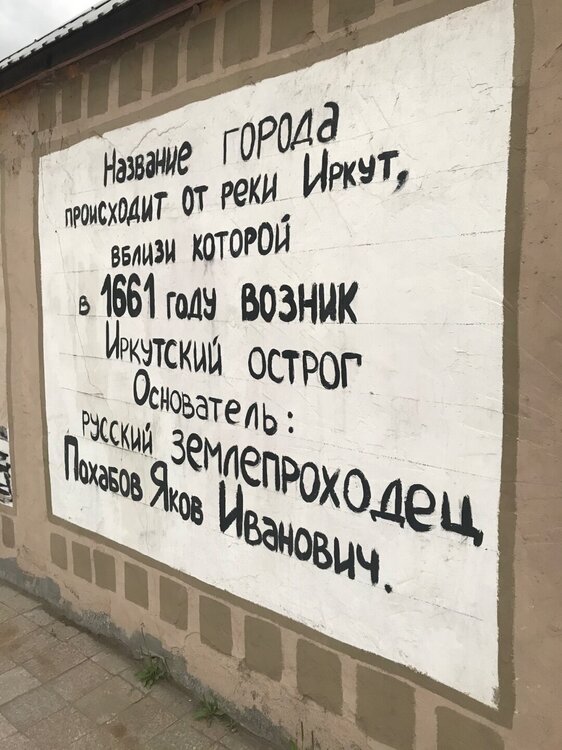 Название города
происходит от реки Иркут,
вблизи которой
в 1661 году возник
Иркутский острог
Основатель:
русский землепроходец
Похабов Яков Иванович.